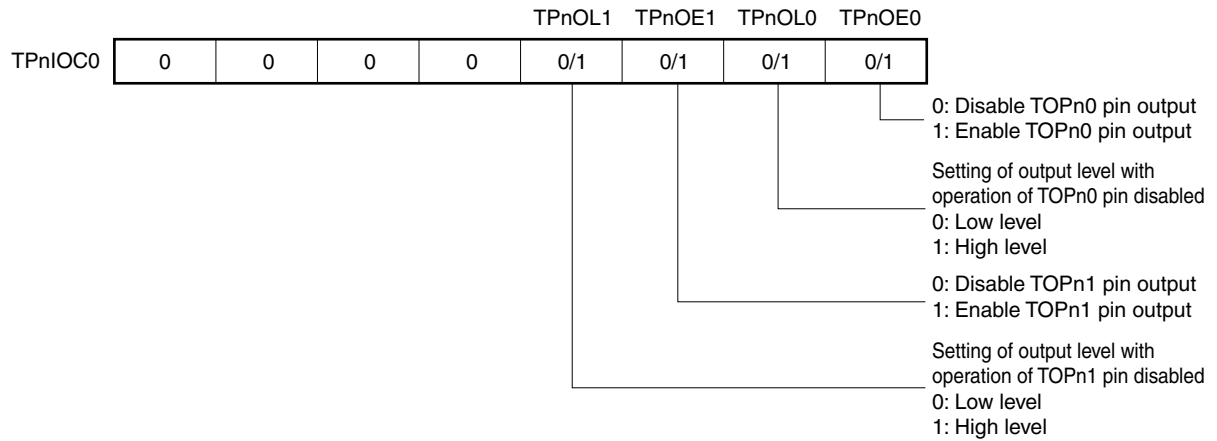 TPnOL1 TPnOE1 TPnOL0 TPnOE0
TPnIOC0 0 0 0 0 0/1 0/1 0/1 0/1
0: Disable TOPn0 pin output
1: Enable TOPn0 pin output
Setting of output level with
operation of TOPn0 pin disabled
0: Low level
1: High level
0: Disable TOPn1 pin output
1: Enable TOPn1 pin output
Setting of output level with
operation of TOPn1 pin disabled
0: Low level
1: High level